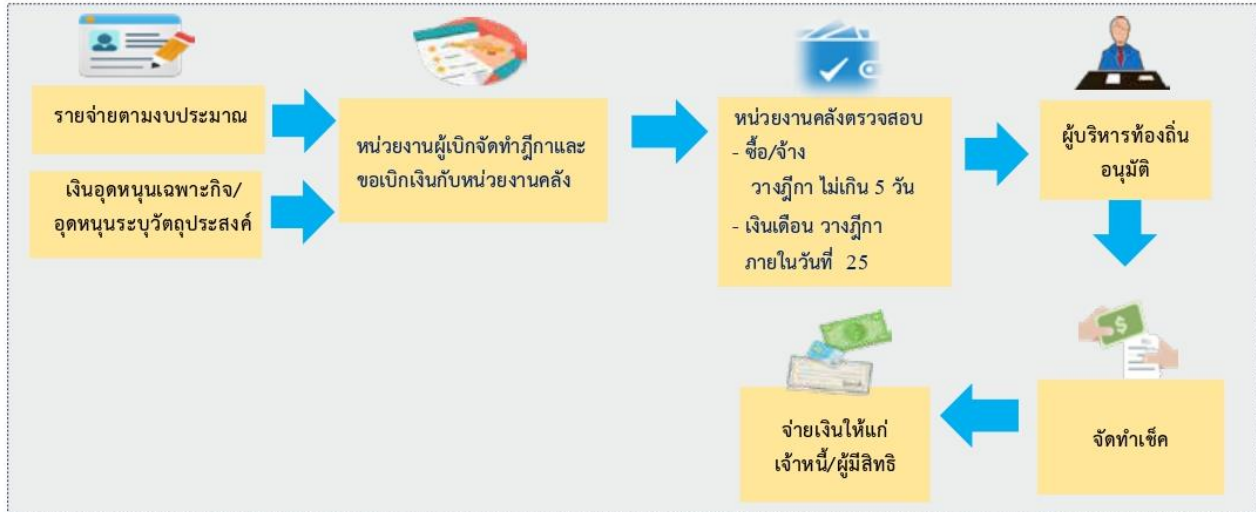 รายจ่ายตามงบประมาณ
เงินอุดหนุนเฉพาะกิจ/
อุดหนุนระบุวัตถุประสงค์
หน่วยงานผู้เบิกจัดทำฎีกาและ
ขอเบิกเงินกับหน่วยงานคลัง
หน่วยงานคลังตรวจสอบ
- ซื้อ/จ้าง
วางฎีกา ไม่เกิน 5 วัน
- เงินเดือน วางฎีกา
ภายในวันที่ 25
ผู้บริหารท้องถิ่น
อนุมัติ
$
จัดทำเช็ค
จ่ายเงินให้แก่
เจ้าหนี้/ผู้มีสิทธิ